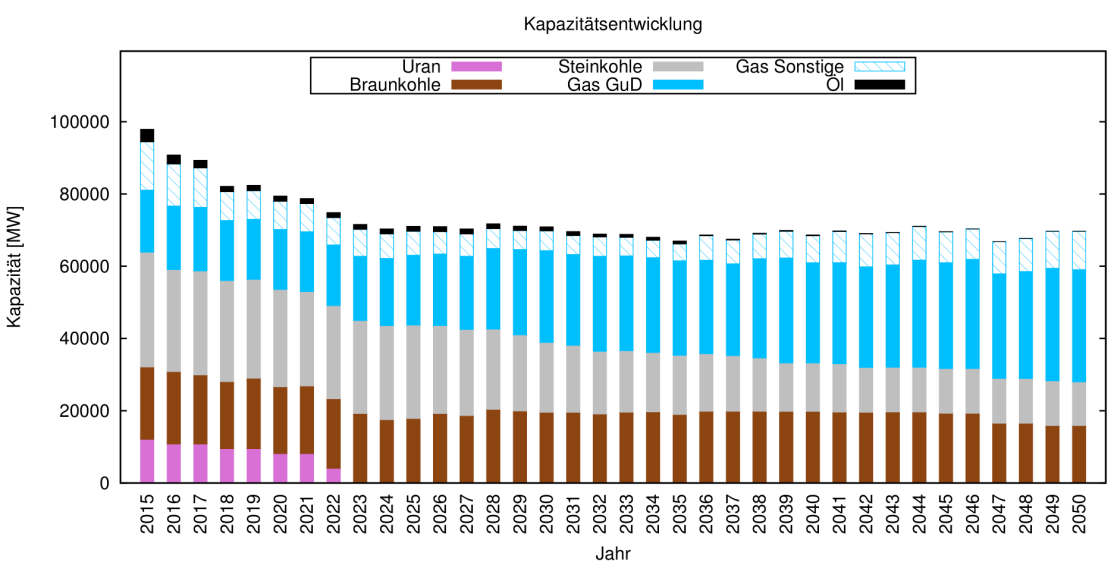 Kapazitätsentwicklung
Uran Steinkohle Gas Sonstige
Braunkohle Gas GuD Öl
100000
80000
60000
40000
20000
0
Kapazität [MW]
2015 2016 2017 2018 2019 2020 2021 2022 2023 2024 2025 2026 2027 2028 2029 2030 2031 2032 2033 2034 2035 2036 2037 2038 2039 2040 2041 2042 2043 2044 2045 2046 2047 2048 2049 2050
Jahr